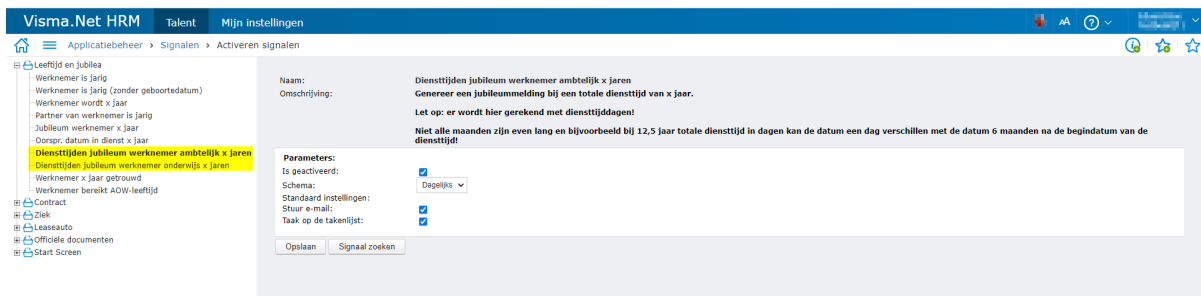 Visma.Net HRM Talent Mijn instellingen AA ?
Applicatiebeheer > Signalen > Activeren signalen
Leeftijd en jubilea
Werknemer is jarig
Werknemer is jarig (zonder geboortedatum)
Werknemer wordt x jaar
Partner van werknemer is jarig
Jubileum werknemer x jaar
Oorspr. datum in dienst x jaar
Diensttijden jubileum werknemer ambtelijk x jaren
Diensttijden jubileum werknemer onderwijs x jaren
Werknemer x jaar getrouwd
Werknemer bereikt AOW-leeftijd
Contract
Ziek
Leaseauto
Officiële documenten
Start Screen
Naam: Diensttijden jubileum werknemer ambtelijk x jaren
Omschrijving: Genereer een jubileummelding bij een totale diensttijd van x jaar.
Let op: er wordt hier gerekend met diensttijddagen!
Niet alle maanden zijn even lang en bijvoorbeeld bij 12,5 jaar totale diensttijd in dagen kan de datum een dag verschillen met de datum 6 maanden na de begindatum van de
diensttijd!
Parameters:
Is geactiveerd:
Schema: Dagelijks
Standaard instellingen:
Stuur e-mail:
Taak op de takenlijst:
Opslaan Signaal zoeken